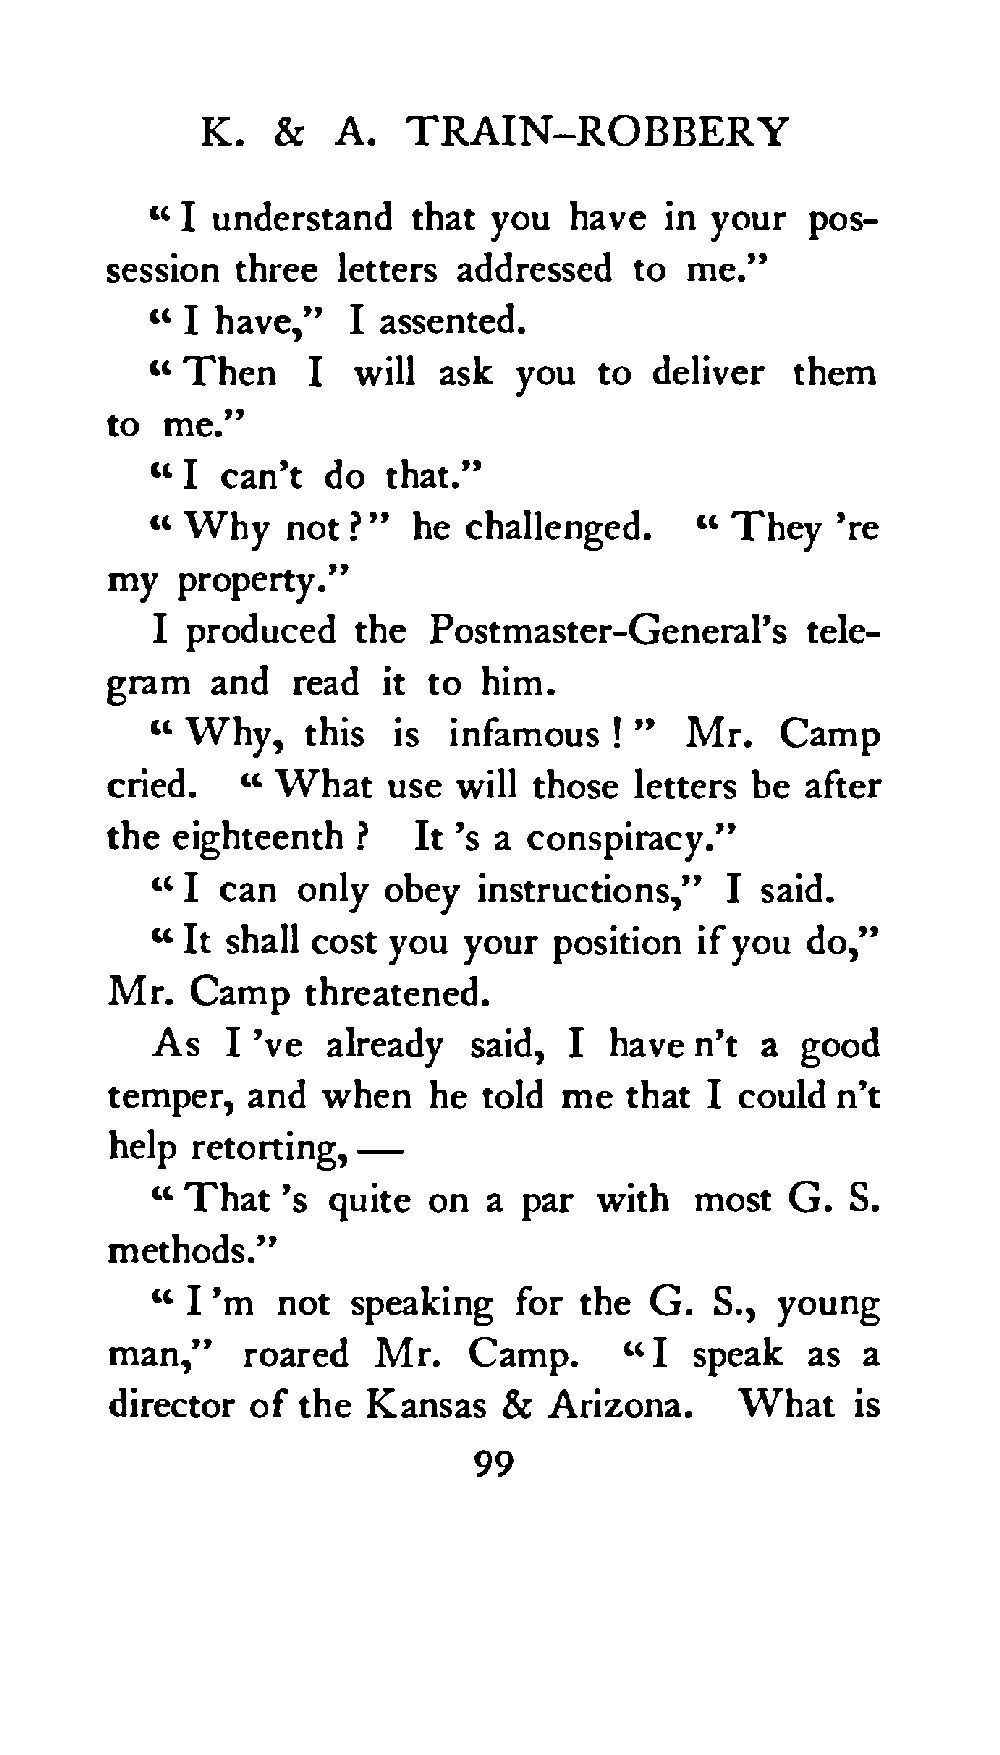 K. & A. TRAIN-ROBBERY
“ I understand that you have in your pos-
session three letters addressed to me.”
“ I have,” I assented.
“ Then I will ask you to deliver them
to me.”
“ I can’t do that.”
“ Why not ? ” he challenged. “ They ’re
my property.”
I produced the Postmaster-General’s tele-
gram and read it to him.
“ Why, this is infamous ! ” Mr. Camp
cried. “ What use will those letters be after
the eighteenth ? It ’s a conspiracy.”
“ I can only obey instructions,” I said.
“ It shall cost you your position if you do,”
Mr. Camp threatened.
As I ’ve already said, I have n’t a good
temper, and when he told me that I could n’t
help retorting, —
“ That ’s quite on a par with most G. S.
methods.”
“ I ’m not speaking for the G. S., young
man,” roared Mr. Camp. “ I speak as a
director of the Kansas & Arizona. What is
99